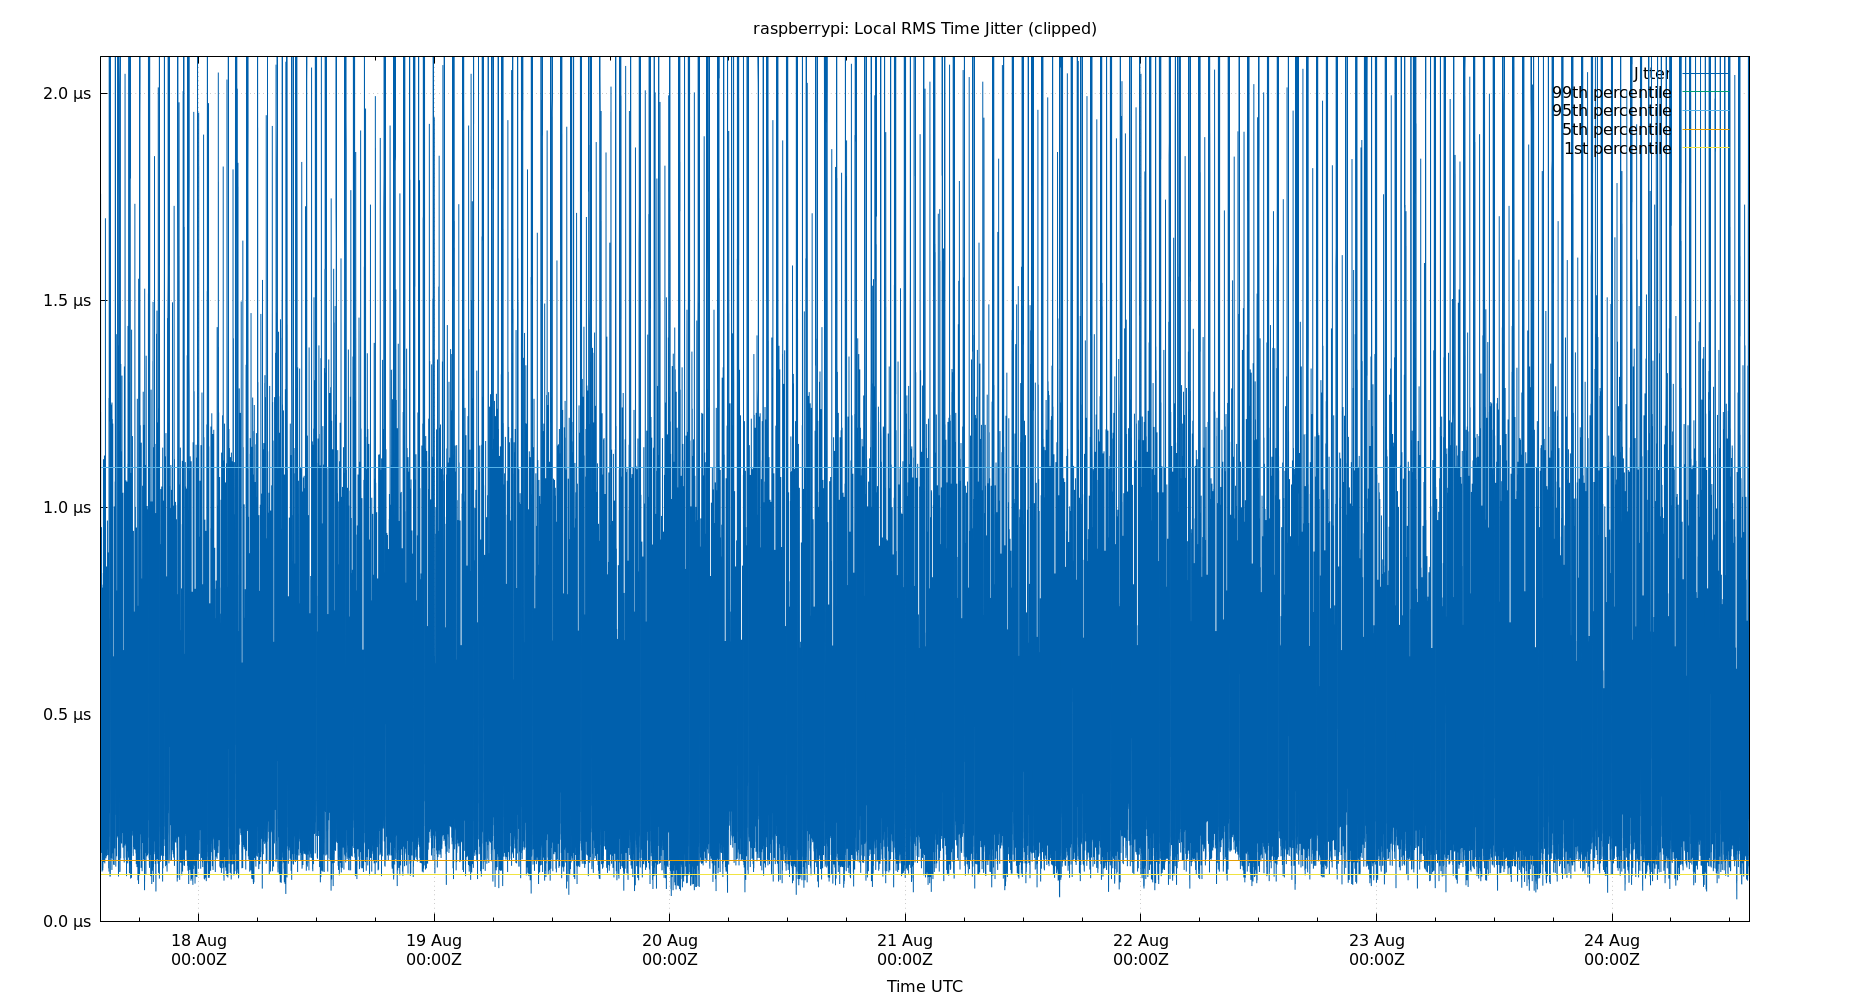 raspberrypi: Local RMS Time Jitter (clipped)
2.0 μs
1.5 μs
1.0 μs
0.5 μs
0.0 μs
Jitter
99th percentile
95th percentile
5th percentile
1st percentile
18 Aug
00:00Z
19 Aug
00:00Z
20 Aug
00:00Z
21 Aug
00:00Z
22 Aug
00:00Z
23 Aug
00:00Z
24 Aug
00:00Z
Time UTC